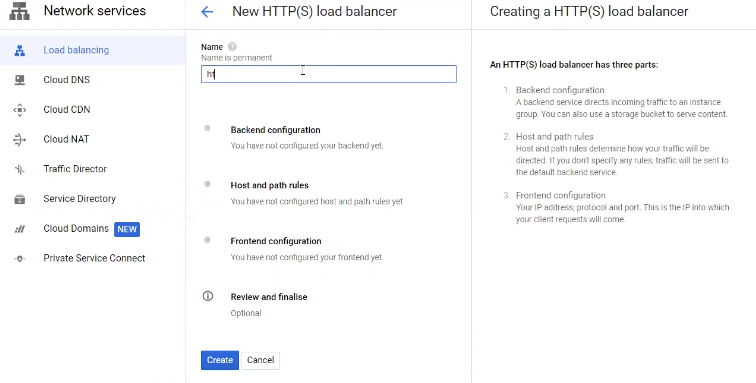 Network services
Load balancing
Cloud DNS
Cloud CDN
Cloud NAT
Traffic Director
Service Directory
Cloud Domains NEW
Private Service Connect
New HTTP(S) load balancer
Name
Name is permanent
Backend configuration
You have not configured your backend yet.
Host and path rules
You have not configured host and path rules yet
Frontend configuration
You have not configured your frontend yet.
Review and finalise
Optional
Create Cancel
Creating a HTTP(S) load balancer
An HTTP(S) load balancer has three parts:
1. Backend configuration
A backend service directs incoming traffic to an instance
group. You can also use a storage bucket to serve content.
2. Host and path rules
Host and path rules determine how your traffic will be
directed. If you don't specify any rules, traffic will be sent to
the default backend service.
3. Frontend configuration
Your IP address, protocol and port. This is the IP into which
your client requests will come.